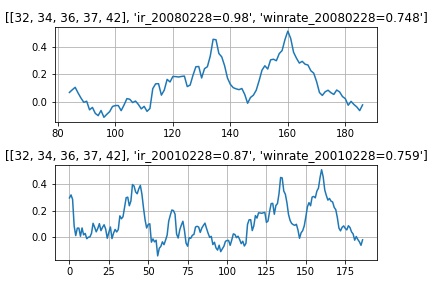 [[32, 34, 36, 37, 42], 'ir_20080228=0.98', 'winrate_20080228=0.748']
0.4
0.2
0.0
80 100 120 140 160 180
[[32, 34, 36, 37, 42], 'ir_20010228=0.87', 'winrate_20010228=0.759']
0.4
0.2
0.0
0 25 50 75 100 125 150 175